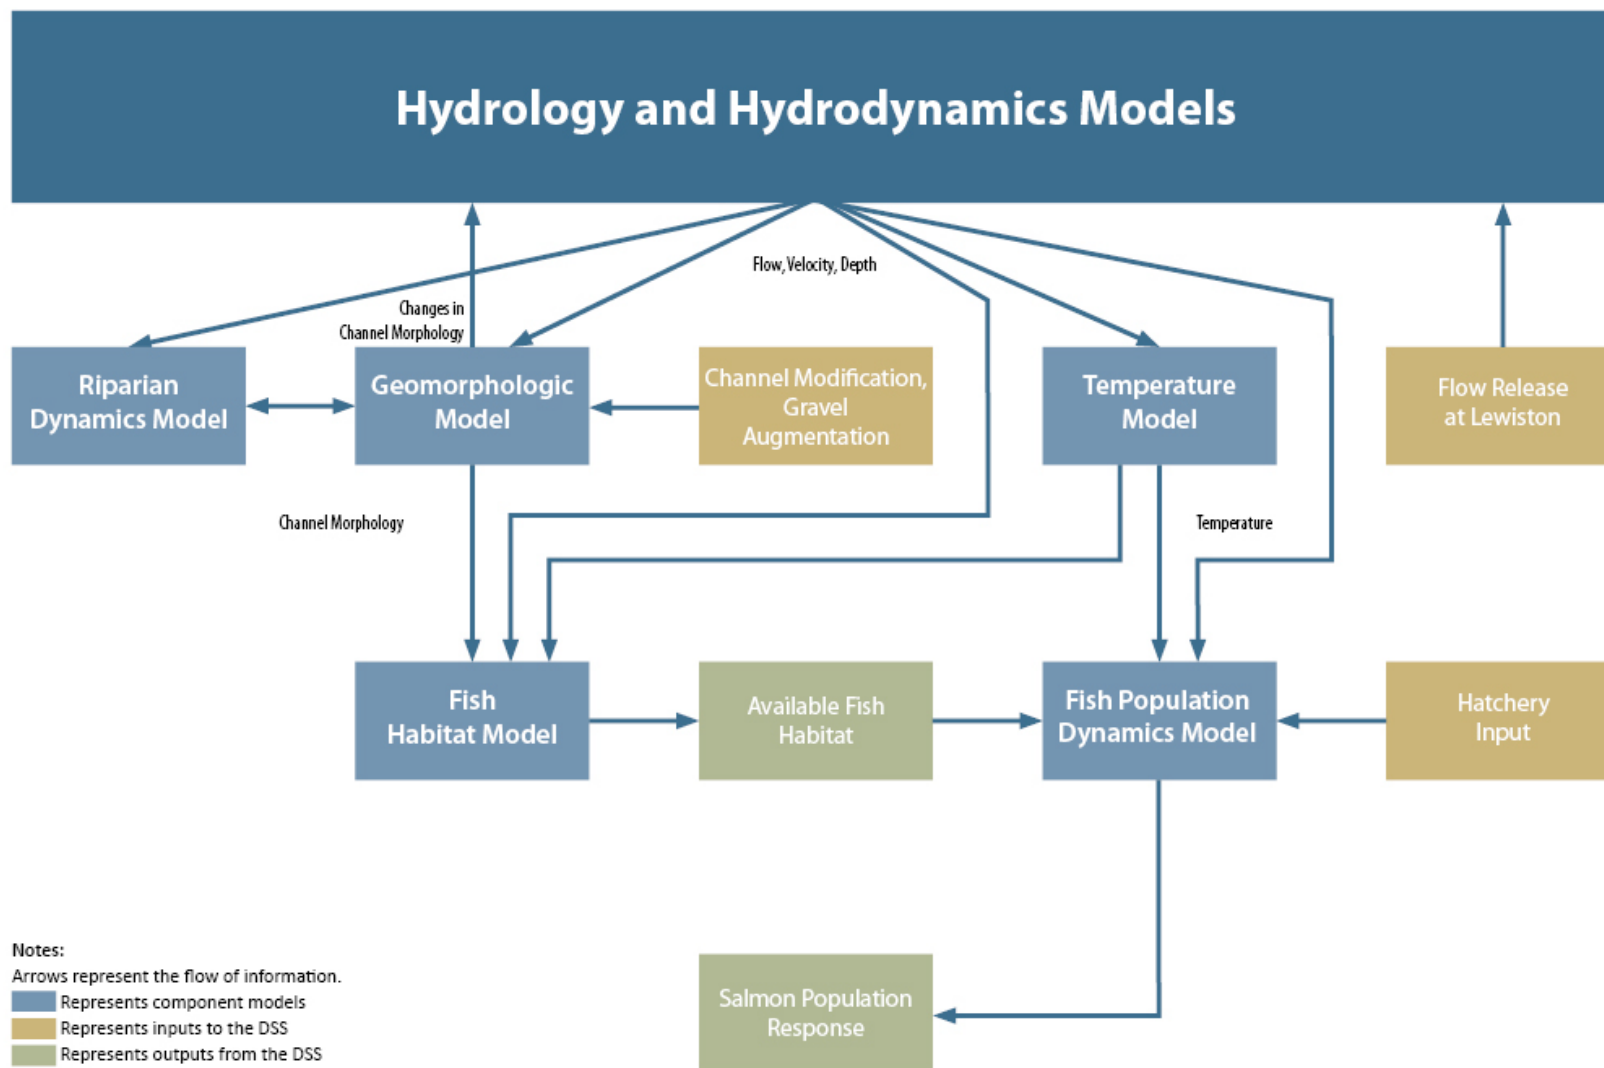 Hydrology and Hydrodynamics Models
Flow, Velocity, Depth
Changes in
Channel Morphology
Riparian
Dynamics Model
Geomorphologic
Model
Channel Modification,
Gravel
Augmentation
Temperature
Model
Flow Release
at Lewiston
Channel Morphology
Temperature
Fish
Habitat Model
Available Fish
Habitat
Fish Population
Dynamics Model
Hatchery
Input
Salmon Population
Response
Notes:
Arrows represent the flow of information.
Represents component models
Represents inputs to the DSS
Represents outputs from the DSS